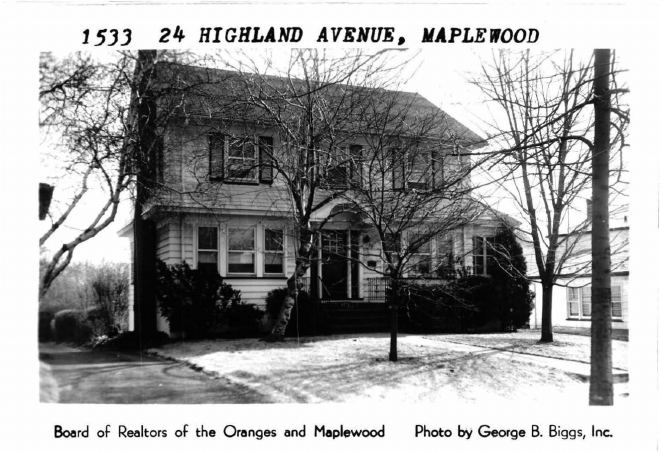 1533 24 HIGHLAND AVENUE, MAPLEWOOD
Board of Realtors of the Oranges and Maplewood Photo by George B. Biggs, Inc.